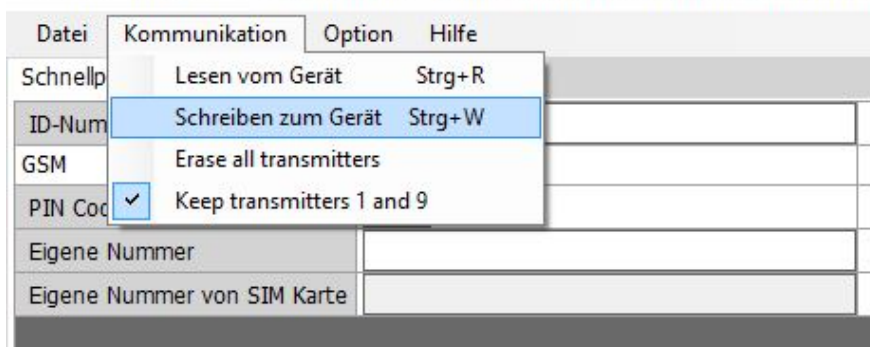 Datei Kommunikation Option Hilfe
Schnellp
Lesen vom Gerät Strg+R
ID-Num
Schreiben zum Gerät Strg+W
GSM
Erase all transmitters
PIN Cod
Keep transmitters 1 and 9
Eigene Nummer
Eigene Nummer von SIM Karte